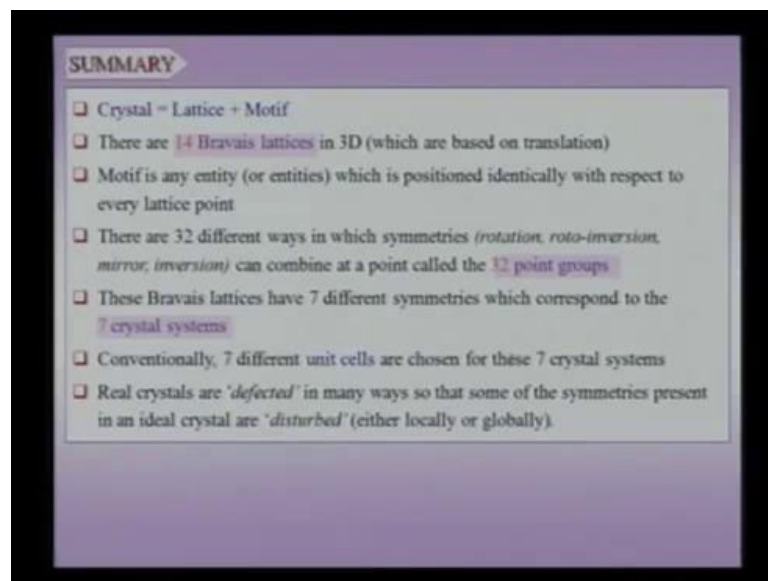 SUMMARY
❑ Crystal = Lattice + Motif
❑ There are 14 Bravais lattices in 3D (which are based on translation)
❑ Motif is any entity (or entities) which is positioned identically with respect to
every lattice point
❑ There are 32 different ways in which symmetries (rotation, roto-inversion,
mirror, inversion) can combine at a point called the 32 point groups
❑ These Bravais lattices have 7 different symmetries which correspond to the
7 crystal systems
❑ Conventionally, 7 different unit cells are chosen for these 7 crystal systems
❑ Real crystals are 'defected' in many ways so that some of the symmetries present
in an ideal crystal are 'disturbed' (either locally or globally).